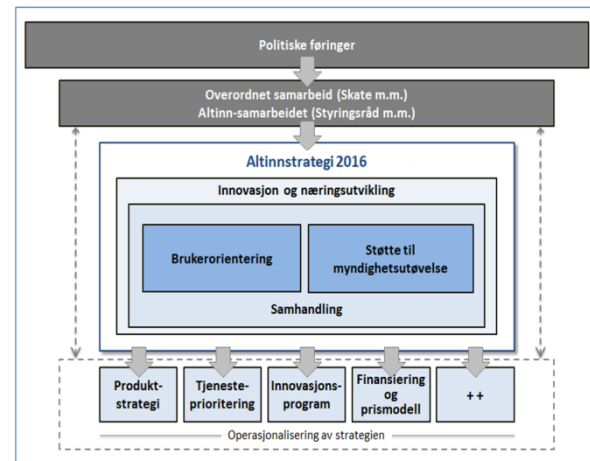 Politiske føringer
Overordnet samarbeid (Skate m.m.)
Altinn-samarbeidet (Styringsråd m.m.)
Altinnstrategi 2016
Innovasjon og næringsutvikling
Brukerorientering
Støtte til
myndighetsutøvelse
Samhandling
Produkt-
strategi
Tjeneste-
prioritering
Innovasjons-
program
Finansiering
og
prismodell
+ +
Operasjonalisering av strategien